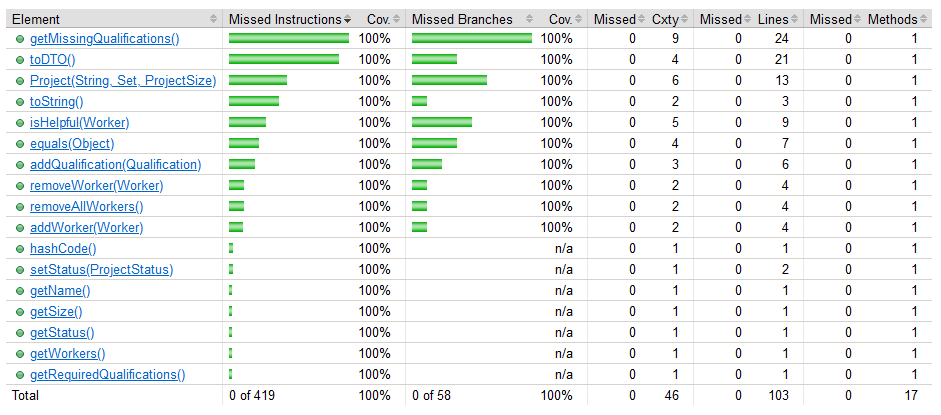 Element Missed Instructions Cov. Missed Branches Cov. Missed Cxty Missed Lines Missed Methods
getMissingQualifications() 100% 100% 0 9 0 24 0 1
toDTO() 100% 100% 0 4 0 21 0 1
Project(String, Set, ProjectSize) 100% 100% 0 6 0 13 0 1
toString() 100% 100% 0 2 0 3 0 1
isHelpful(Worker) 100% 100% 0 5 0 9 0 1
equals(Object) 100% 100% 0 4 0 7 0 1
addQualification(Qualification) 100% 100% 0 3 0 6 0 1
removeWorker(Worker) 100% 100% 0 2 0 4 0 1
removeAllWorkers() 100% 100% 0 2 0 4 0 1
addWorker(Worker) 100% 100% 0 2 0 4 0 1
hashCode() 100% n/a 0 1 0 1 0 1
setStatus(ProjectStatus) 100% n/a 0 1 0 2 0 1
getName() 100% n/a 0 1 0 1 0 1
getSize() 100% n/a 0 1 0 1 0 1
getStatus() 100% n/a 0 1 0 1 0 1
getWorkers() 100% n/a 0 1 0 1 0 1
getRequiredQualifications() 100% n/a 0 1 0 1 0 1
Total 0 of 419 100% 0 of 58 100% 0 46 0 103 0 17